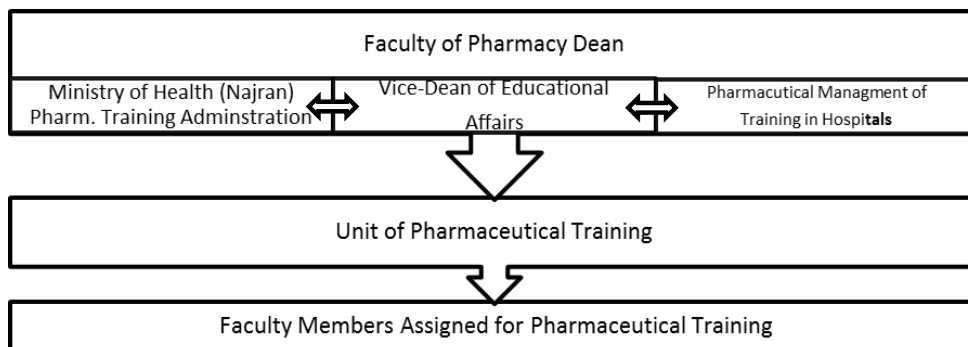 Faculty of Pharmacy Dean
Ministry of Health (Najran)
Pharm. Training Adminstration
Vice-Dean of Educational
Affairs
Pharmacutical Managment of
Training in Hospitals
Unit of Pharmaceutical Training
Faculty Members Assigned for Pharmaceutical Training